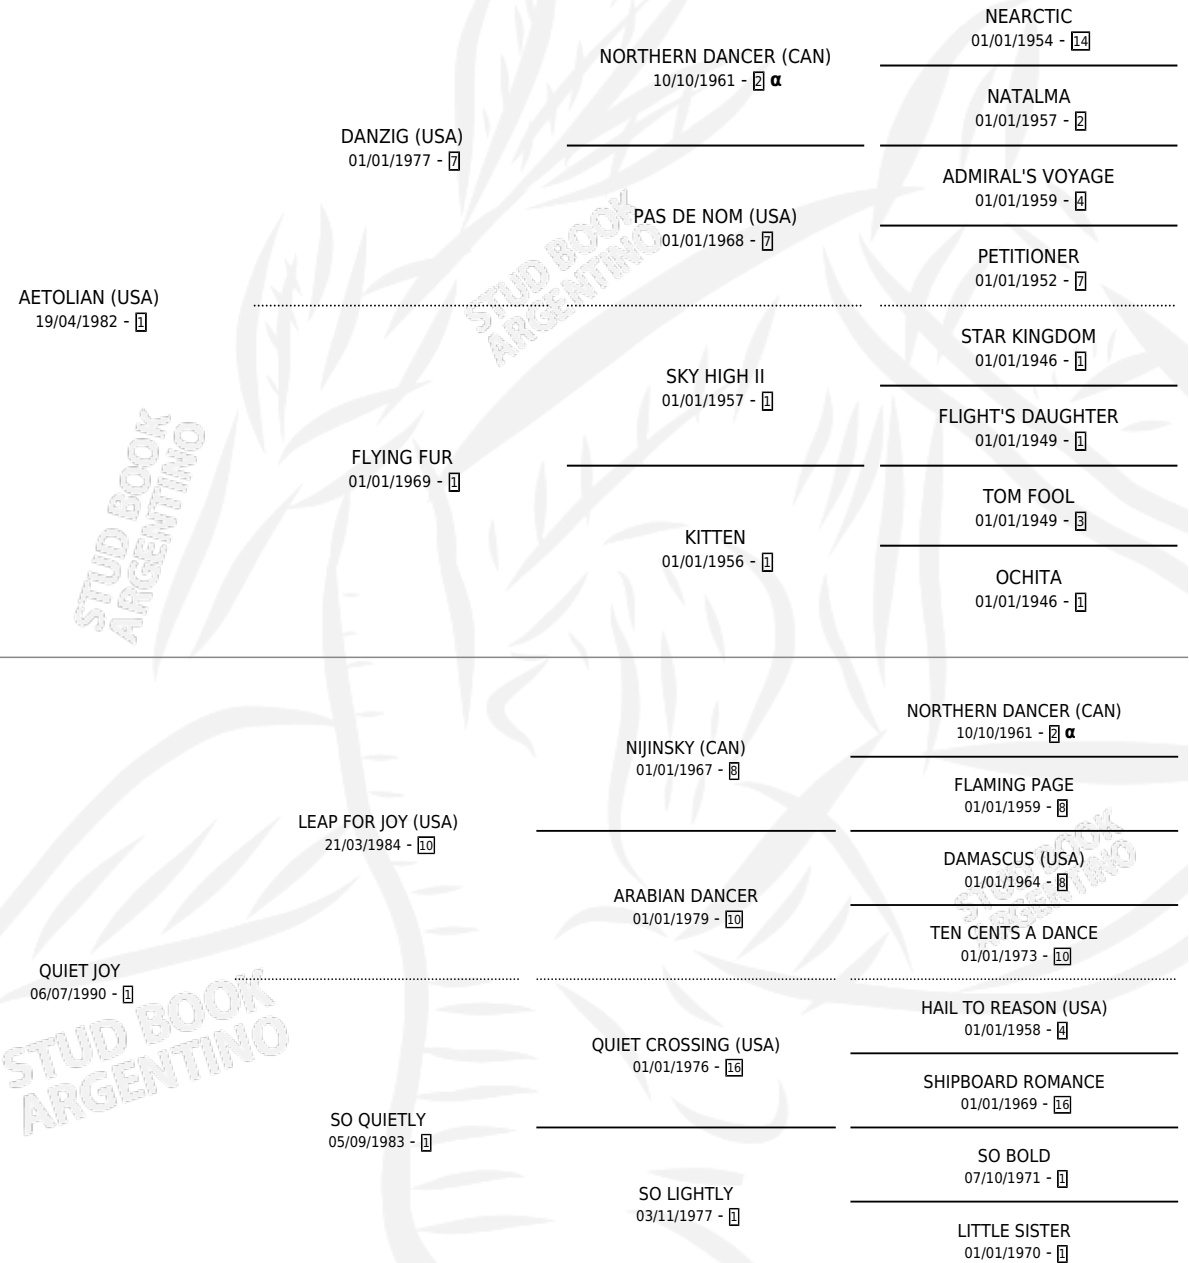 NEARCTIC
01/01/1954 - 14
NORTHERN DANCER (CAN)
10/10/1961 - 2 α
NATALMA
01/01/1957 - 2
DANZIG (USA)
01/01/1977 - 7
ADMIRAL'S VOYAGE
01/01/1959 - 4
PAS DE NOM (USA)
01/01/1968 - 7
PETITIONER
01/01/1952 - 7
AETOLIAN (USA)
19/04/1982 - 1
STAR KINGDOM
01/01/1946 - 1
SKY HIGH II
01/01/1957 - 1
FLIGHT'S DAUGHTER
01/01/1949 - 1
FLYING FUR
01/01/1969 - 1
TOM FOOL
01/01/1949 - 3
KITTEN
01/01/1956 - 1
OCHITA
01/01/1946 - 1
NORTHERN DANCER (CAN)
10/10/1961 - 2 α
NIJINSKY (CAN)
01/01/1967 - 8
FLAMING PAGE
01/01/1959 - 8
LEAP FOR JOY (USA)
21/03/1984 - 10
DAMASCUS (USA)
01/01/1964 - 8
ARABIAN DANCER
01/01/1979 - 10
TEN CENTS A DANCE
01/01/1973 - 10
QUIET JOY
06/07/1990 - 1
HAIL TO REASON (USA)
01/01/1958 - 4
QUIET CROSSING (USA)
01/01/1976 - 16
SHIPBOARD ROMANCE
01/01/1969 - 16
SO QUIETLY
05/09/1983 - 1
SO BOLD
07/10/1971 - 1
SO LIGHTLY
03/11/1977 - 1
LITTLE SISTER
01/01/1970 - 1
STUD BOOK
ARGENTINO
STUD BOOK
ARGENTINO
STUD BOOK
ARGENTINO
STUD BOOK
ARGENTINO